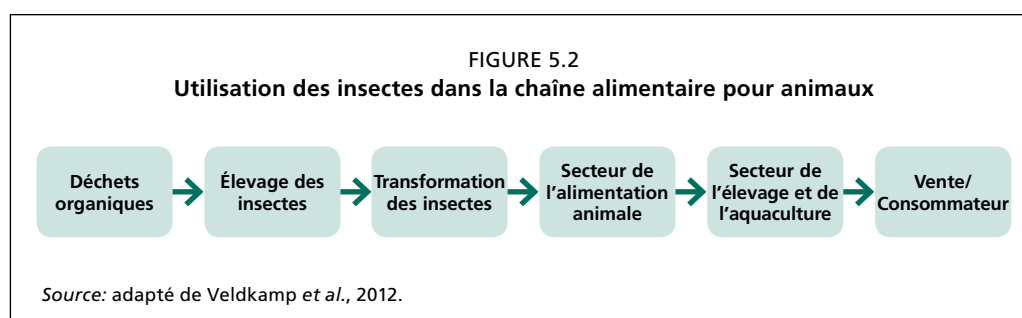 FIGURE 5.2
Utilisation des insectes dans la chaîne alimentaire pour animaux
Déchets
organiques
Élevage des
insectes
Transformation
des insectes
Secteur de
l’alimentation
animale
Secteur de
l’élevage et de
l’aquaculture
Vente/
Consommateur
Source: adapté de Veldkamp et al., 2012.